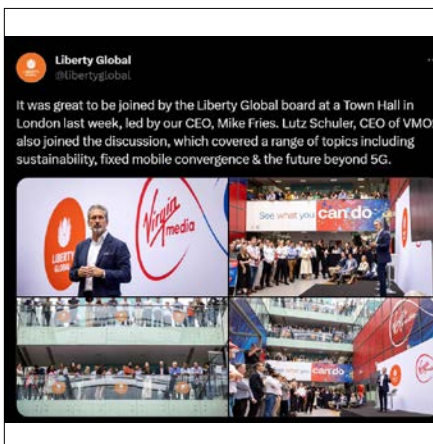 Liberty Global
@libertyglobal
It was great to be joined by the Liberty Global board at a Town Hall in
London last week, led by our CEO, Mike Fries. Lutz Schuler, CEO of VMO
also joined the discussion, which covered a range of topics including
sustainability, fixed mobile convergence & the future beyond 5G.
LIBERTY
GLOBAL
Virgin
media
See what you can do
can do
Virgin